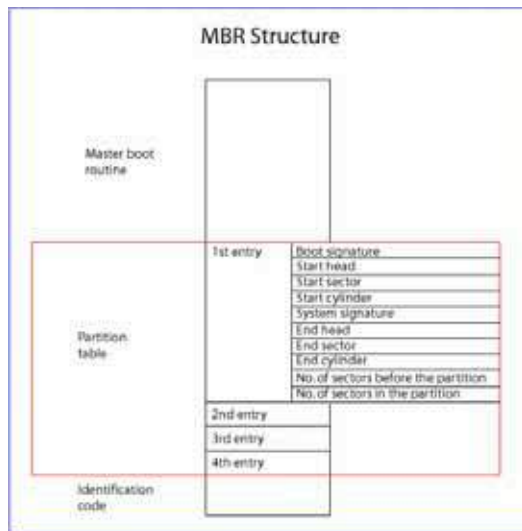 MBR Structure
Master boot
routine
1st entry
Boot signature
Start head
Start sector
Start cylinder
System signature
End head
End sector
End cylinder
No. of sectors before the partition
No. of sectors in the partition
Partition
table
2nd entry
3rd entry
4th entry
Identification
code